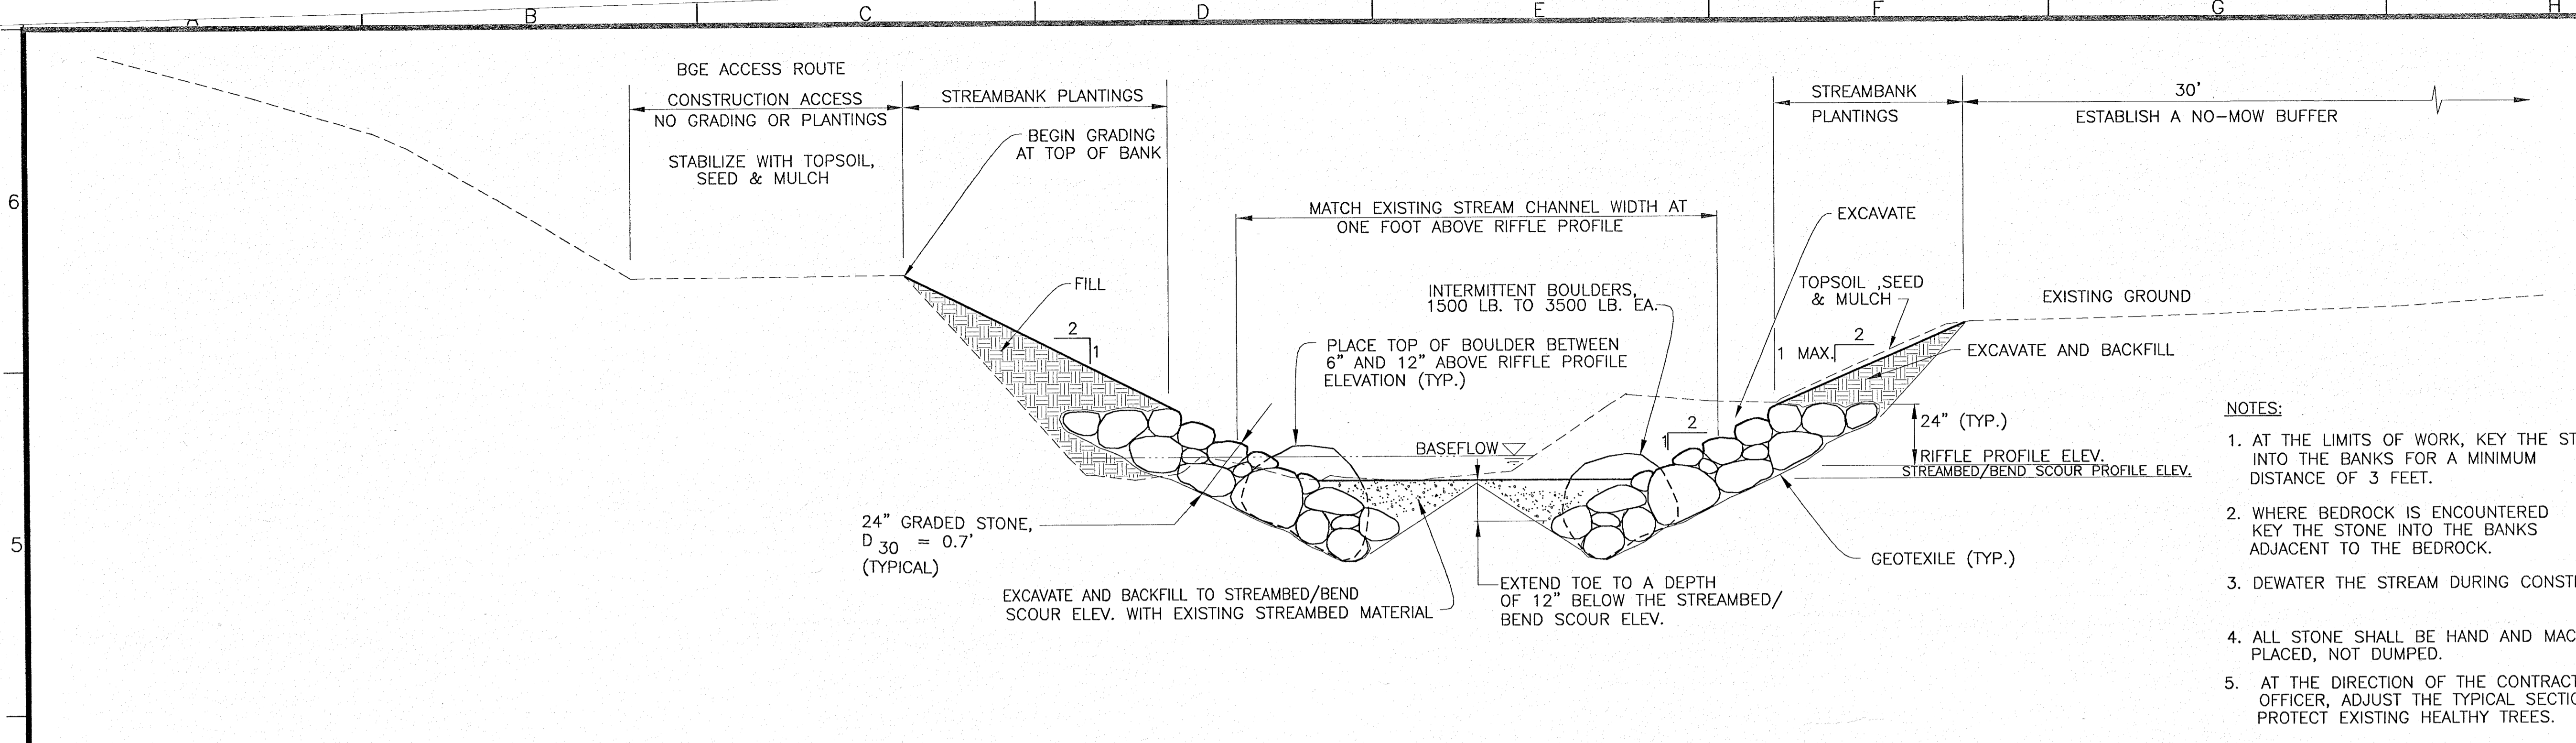 A B C D E F G H
BGE ACCESS ROUTE
CONSTRUCTION ACCESS
NO GRADING OR PLANTINGS
STABILIZE WITH TOPSOIL,
SEED & MULCH
STREAMBANK PLANTINGS
BEGIN GRADING
AT TOP OF BANK
STREAMBANK
PLANTINGS
30'
ESTABLISH A NO-MOW BUFFER
6
MATCH EXISTING STREAM CHANNEL WIDTH AT
ONE FOOT ABOVE RIFFLE PROFILE
EXCAVATE
FILL
INTERMITTENT BOULDERS,
1500 LB. TO 3500 LB. EA.
TOPSOIL ,SEED
& MULCH
EXISTING GROUND
2
1
PLACE TOP OF BOULDER BETWEEN
6" AND 12" ABOVE RIFFLE PROFILE
ELEVATION (TYP.)
2
1 MAX.
EXCAVATE AND BACKFILL
BASEFLOW
2
1
24" (TYP.)
RIFFLE PROFILE ELEV.
STREAMBED/BEND SCOUR PROFILE ELEV.
5
24" GRADED STONE,
D 30 = 0.7'
(TYPICAL)
EXCAVATE AND BACKFILL TO STREAMBED/BEND
SCOUR ELEV. WITH EXISTING STREAMBED MATERIAL
EXTEND TOE TO A DEPTH
OF 12" BELOW THE STREAMBED/
BEND SCOUR ELEV.
GEOTEXILE (TYP.)
NOTES:
1. AT THE LIMITS OF WORK, KEY THE ST
INTO THE BANKS FOR A MINIMUM
DISTANCE OF 3 FEET.
2. WHERE BEDROCK IS ENCOUNTERED
KEY THE STONE INTO THE BANKS
ADJACENT TO THE BEDROCK.
3. DEWATER THE STREAM DURING CONST
4. ALL STONE SHALL BE HAND AND MAC
PLACED, NOT DUMPED.
5. AT THE DIRECTION OF THE CONTRACT
OFFICER, ADJUST THE TYPICAL SECTIO
PROTECT EXISTING HEALTHY TREES.